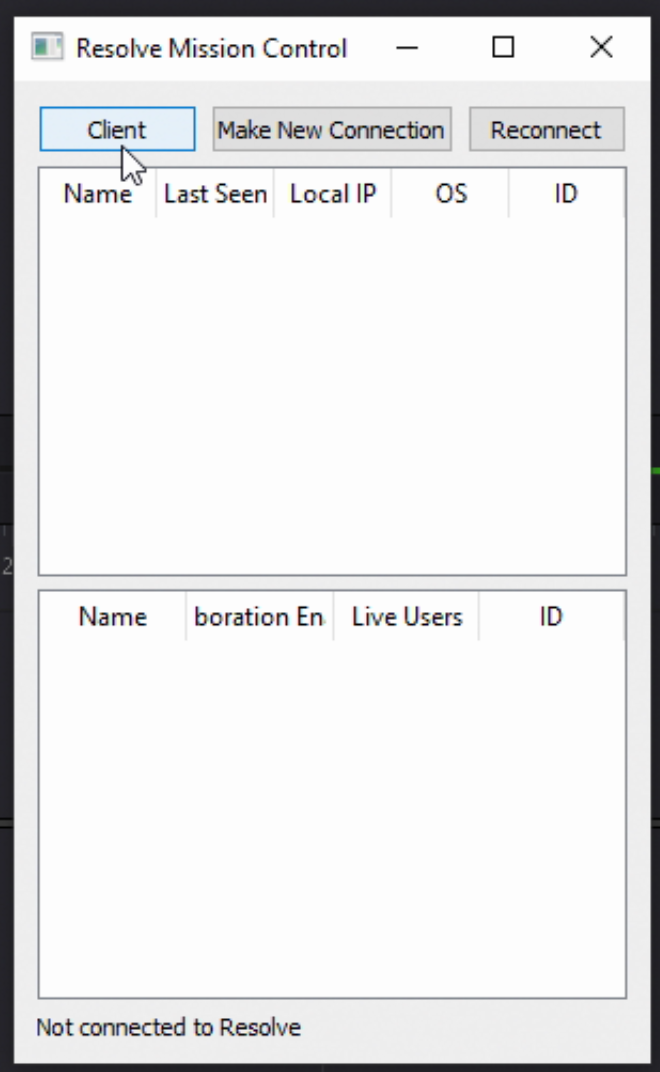 Resolve Mission Control
Client Make New Connection Reconnect
Name Last Seen Local IP OS ID
2
Name boration En Live Users ID
Not connected to Resolve